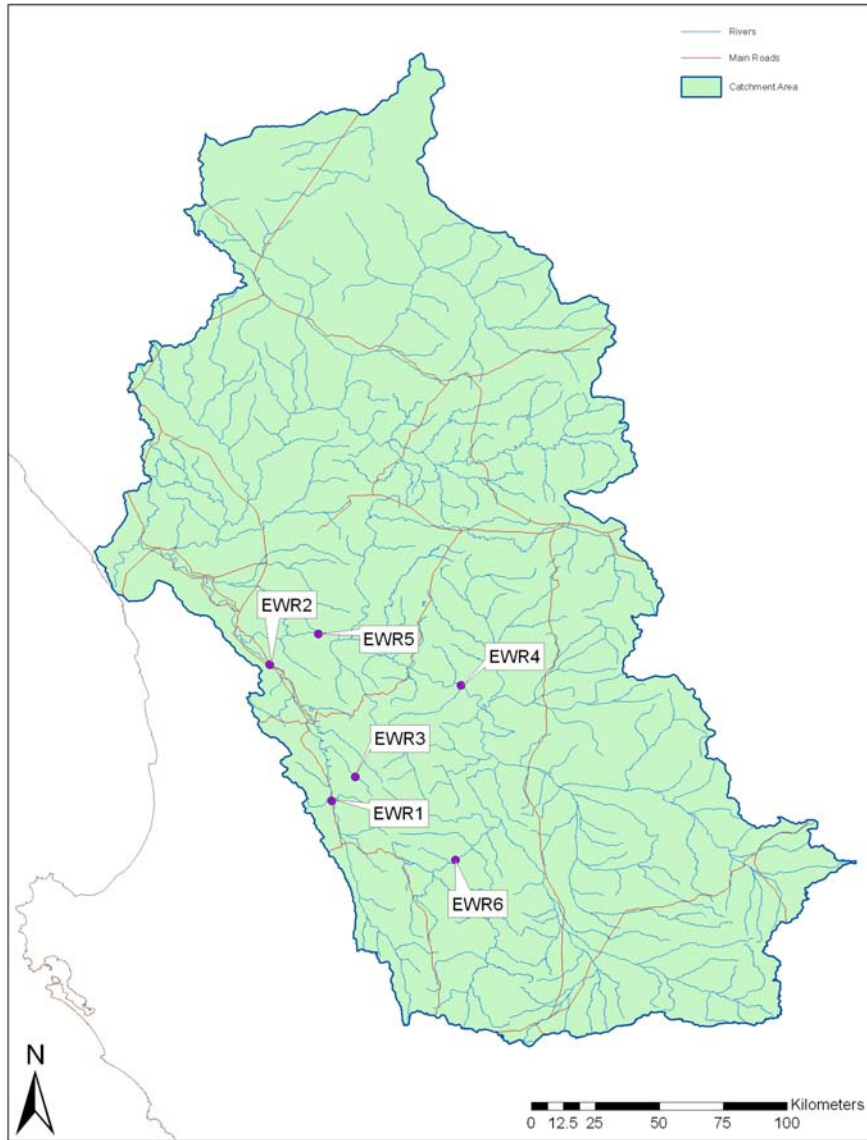 Rivers
Main Roads
Catchment Area
EWR2
EWR5
EWR4
EWR3
EWR1
EWR6
N
Kilometers
0 12.5 25 50 75 100